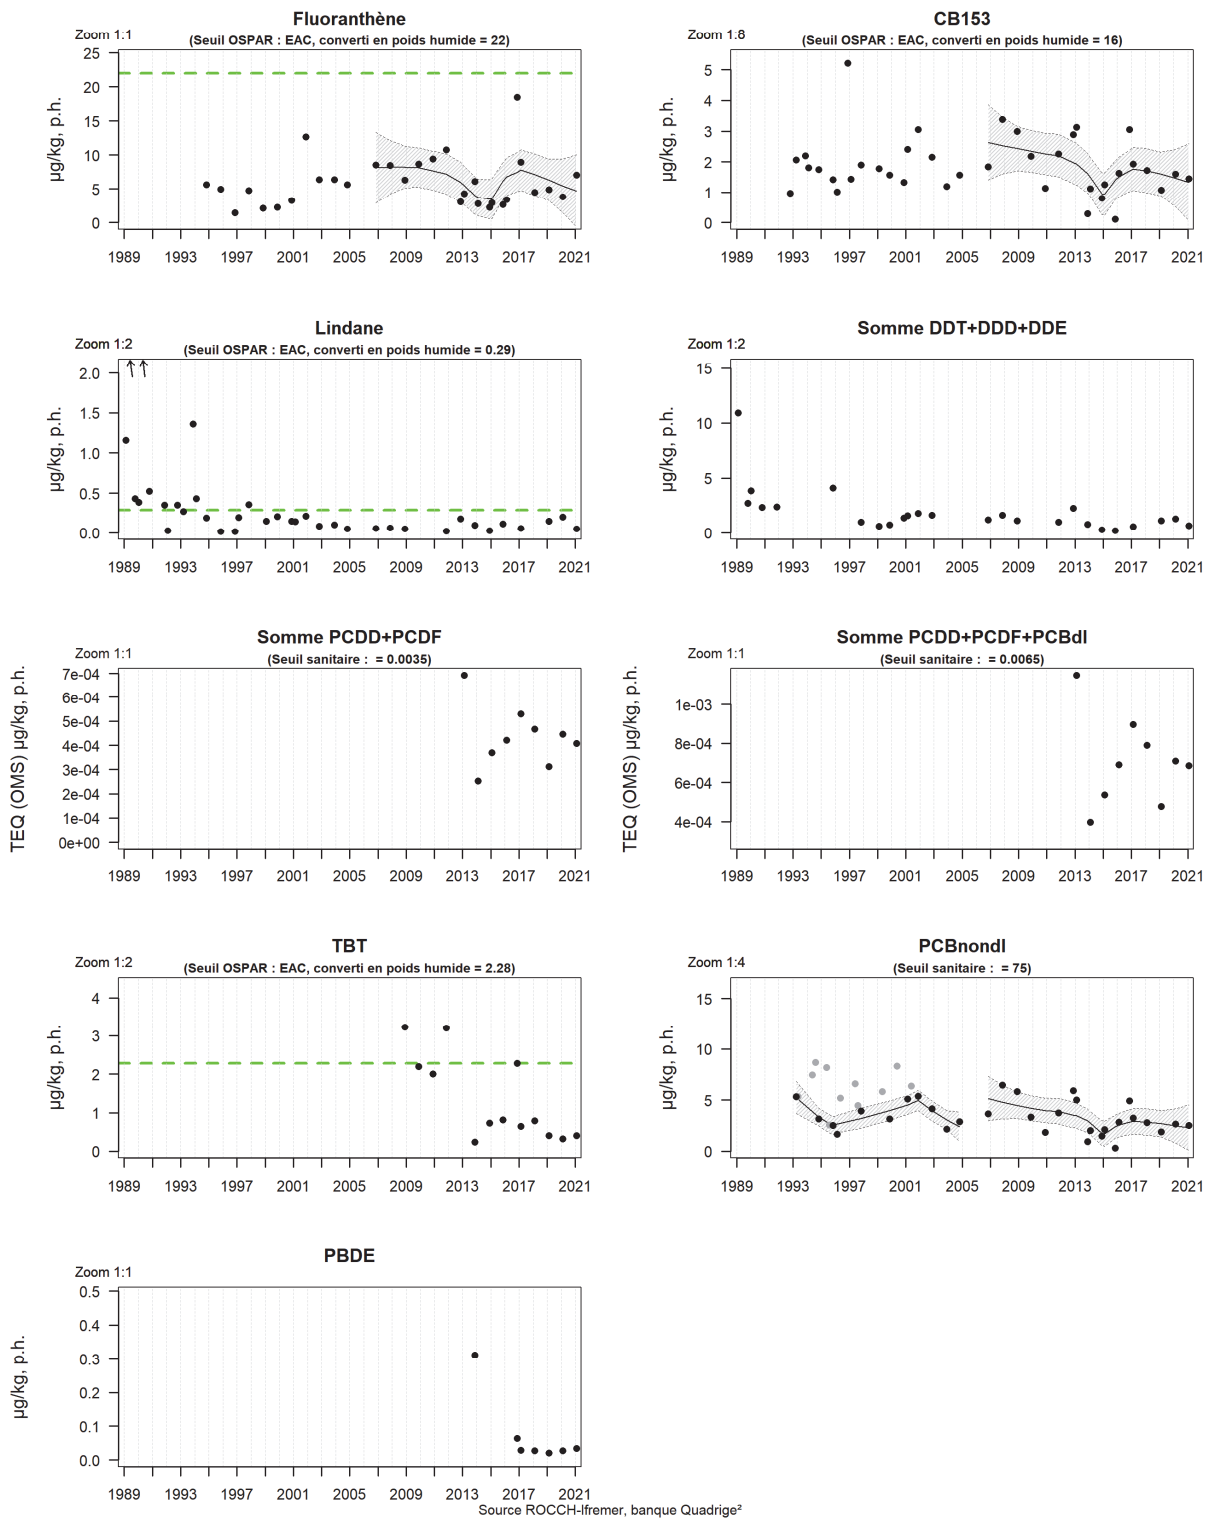 Fluoranthène
Zoom 1:1
(Seuil OSPAR : EAC, converti en poids humide = 22)
µg/kg, p.h.
25
20
15
10
5
0
1989 1993 1997 2001 2005 2009 2013 2017 2021
CB153
Zoom 1:8
(Seuil OSPAR : EAC, converti en poids humide = 16)
µg/kg, p.h.
5
4
3
2
1
0
1989 1993 1997 2001 2005 2009 2013 2017 2021
Lindane
Zoom 1:2
(Seuil OSPAR : EAC, converti en poids humide = 0.29)
µg/kg, p.h.
2.0
1.5
1.0
0.5
0.0
1989 1993 1997 2001 2005 2009 2013 2017 2021
Somme DDT+DDD+DDE
Zoom 1:2
µg/kg, p.h.
15
10
5
0
1989 1993 1997 2001 2005 2009 2013 2017 2021
Somme PCDD+PCDF
Zoom 1:1
(Seuil sanitaire : = 0.0035)
TEQ (OMS) µg/kg, p.h.
7e-04
6e-04
5e-04
4e-04
3e-04
2e-04
1e-04
0e+00
1989 1993 1997 2001 2005 2009 2013 2017 2021
Somme PCDD+PCDF+PCBdl
Zoom 1:1
(Seuil sanitaire : = 0.0065)
TEQ (OMS) µg/kg, p.h.
1e-03
8e-04
6e-04
4e-04
1989 1993 1997 2001 2005 2009 2013 2017 2021
TBT
Zoom 1:2
(Seuil OSPAR : EAC, converti en poids humide = 2.28)
µg/kg, p.h.
4
3
2
1
0
1989 1993 1997 2001 2005 2009 2013 2017 2021
PCBnondl
Zoom 1:4
(Seuil sanitaire : = 75)
µg/kg, p.h.
15
10
5
0
1989 1993 1997 2001 2005 2009 2013 2017 2021
PBDE
Zoom 1:1
µg/kg, p.h.
0.5
0.4
0.3
0.2
0.1
0.0
1989 1993 1997 2001 2005 2009 2013 2017 2021
Source ROCCH-Ifremer, banque Quadrige²